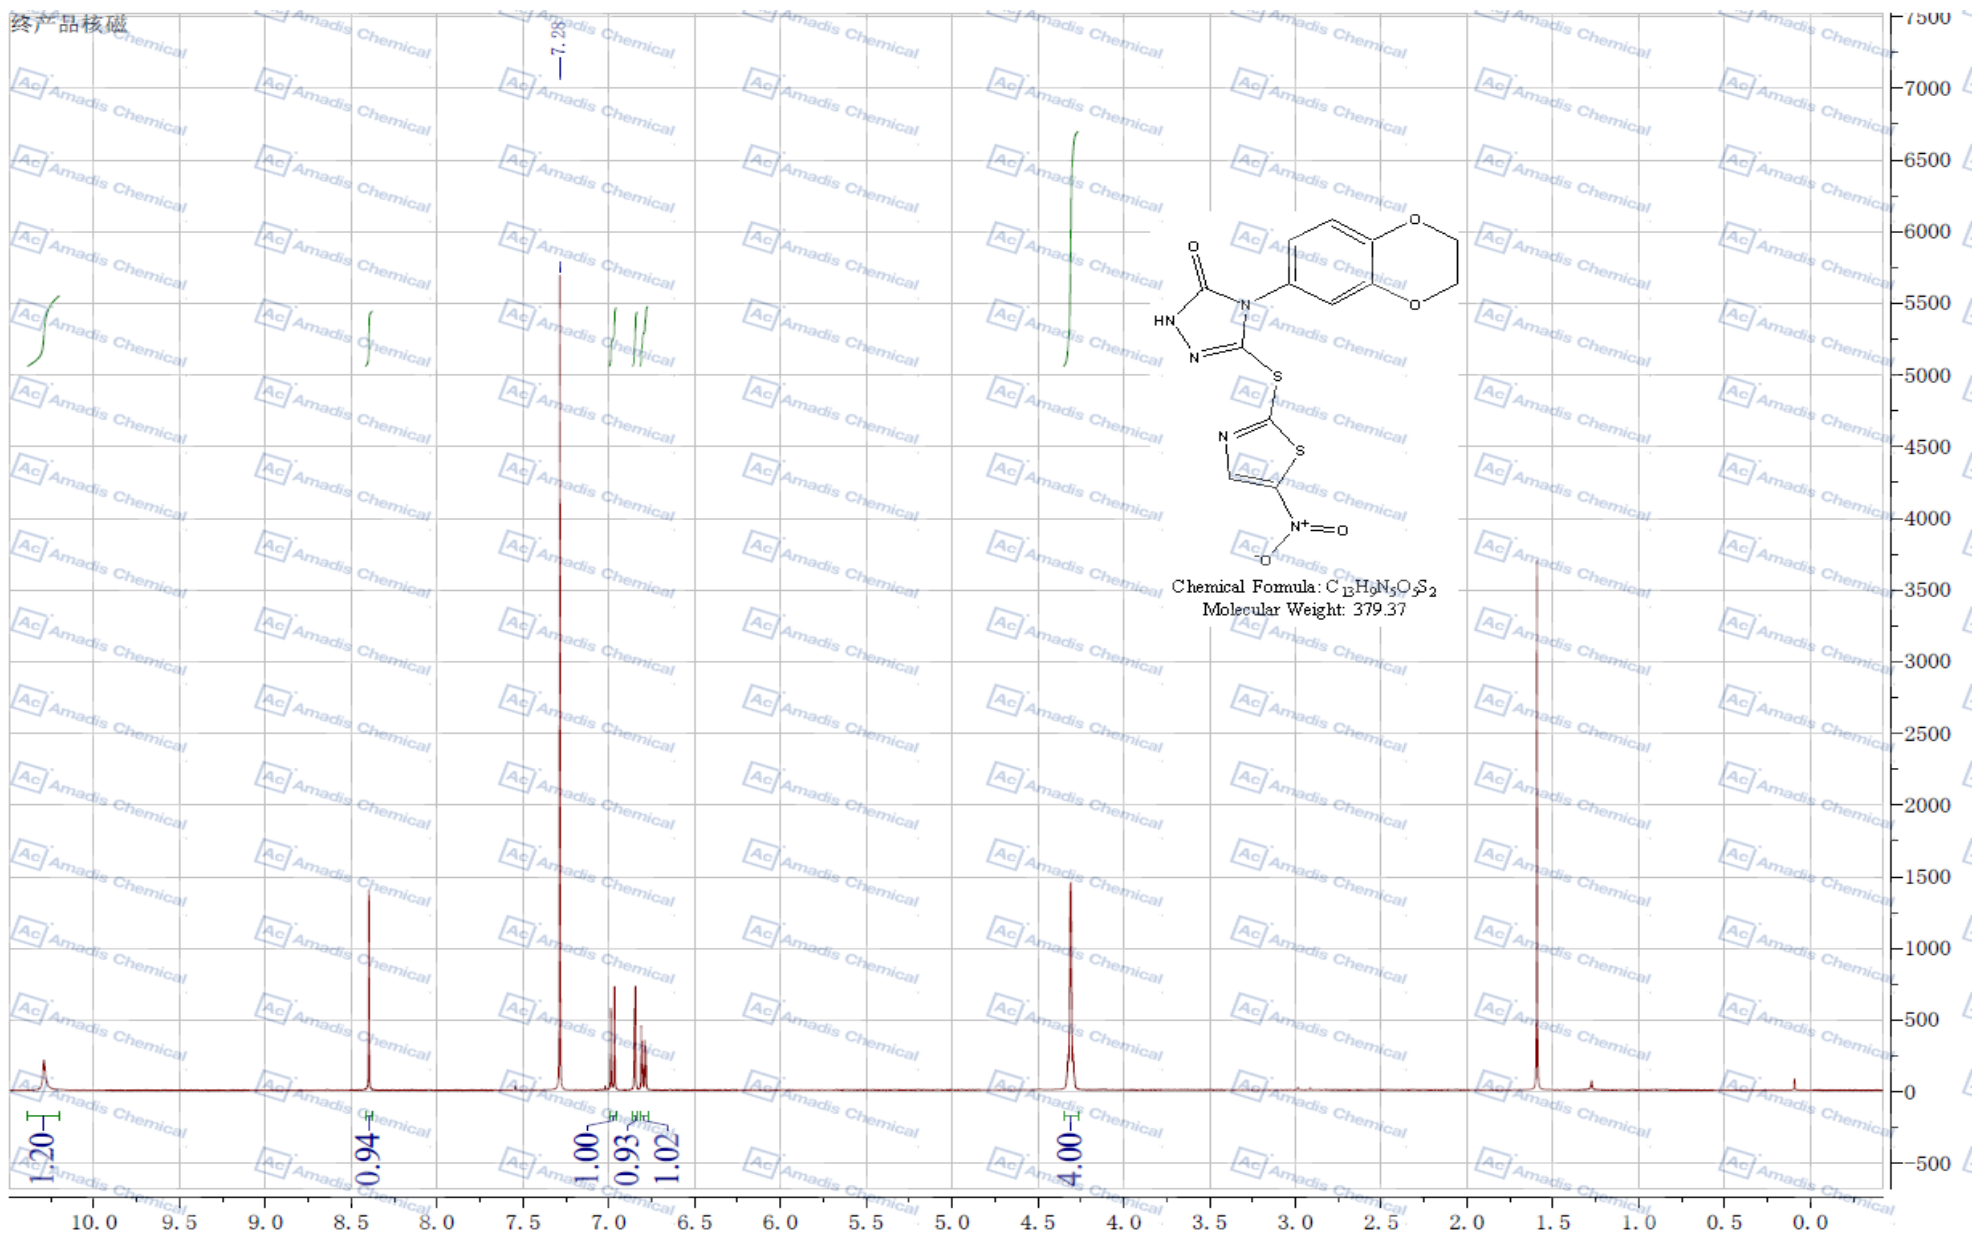 终产品核磁
7.28
7500
7000
6500
6000
5500
5000
4500
4000
3500
3000
2500
2000
1500
1000
500
0
-500
O
O
O
N
HN
N
S
N
S
N+
O
-O
Chemical Formula: C13H9N5O5S2
Molecular Weight: 379.37
1.20
0.94
1.00
0.93
1.02
4.00
10.0 9.5 9.0 8.5 8.0 7.5 7.0 6.5 6.0 5.5 5.0 4.5 4.0 3.5 3.0 2.5 2.0 1.5 1.0 0.5 0.0
Ac Amadis Chemical